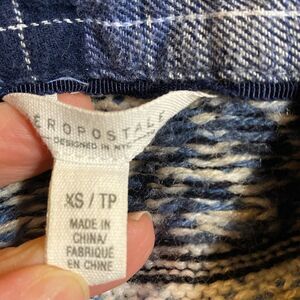 EROPOSTALE
DESIGNED IN NYC
XS / TP
MADE IN
CHINA/
FABRIQUÉ
EN CHINE